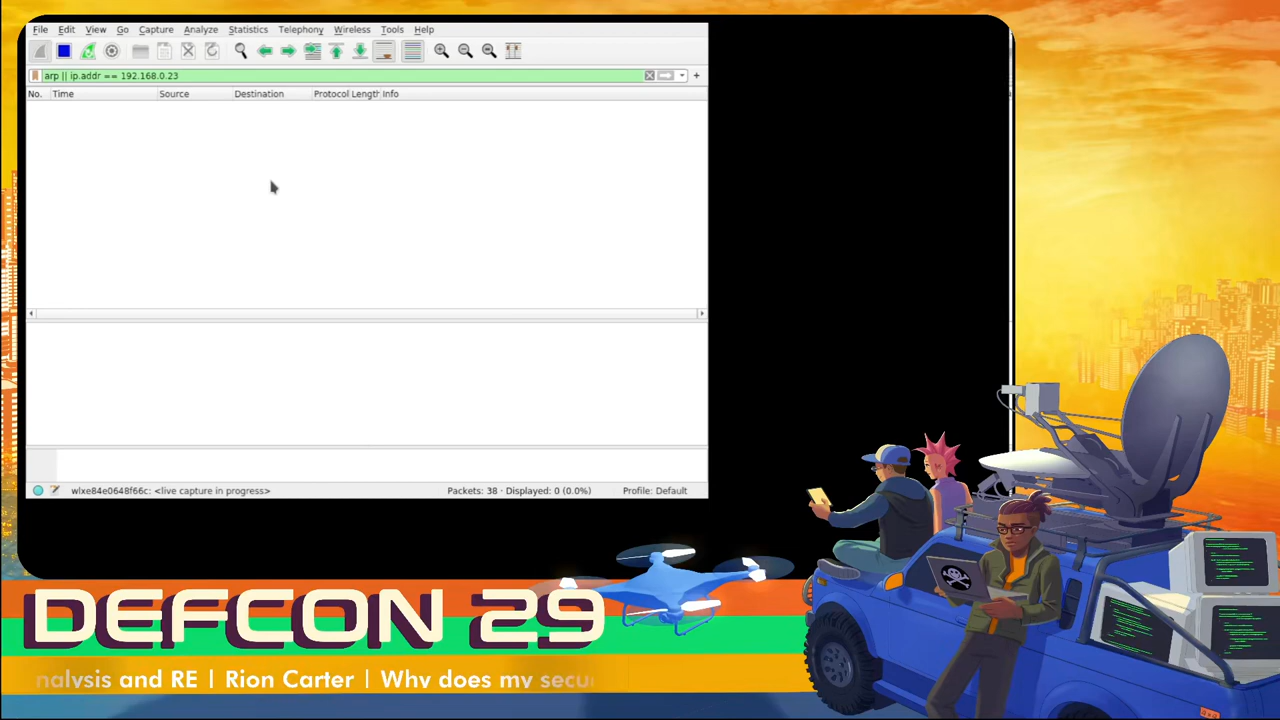 File Edit View Go Capture Analyze Statistics Telephony Wireless Tools Help
arp || ip.addr == 192.168.0.23
No. Time Source Destination Protocol Length Info
wlxe84e0648f66c: <live capture in progress> Packets: 38 · Displayed: 0 (0.0%) Profile: Default
DEFCON 29
nalysis and RE | Rion Carter | Why does my secu